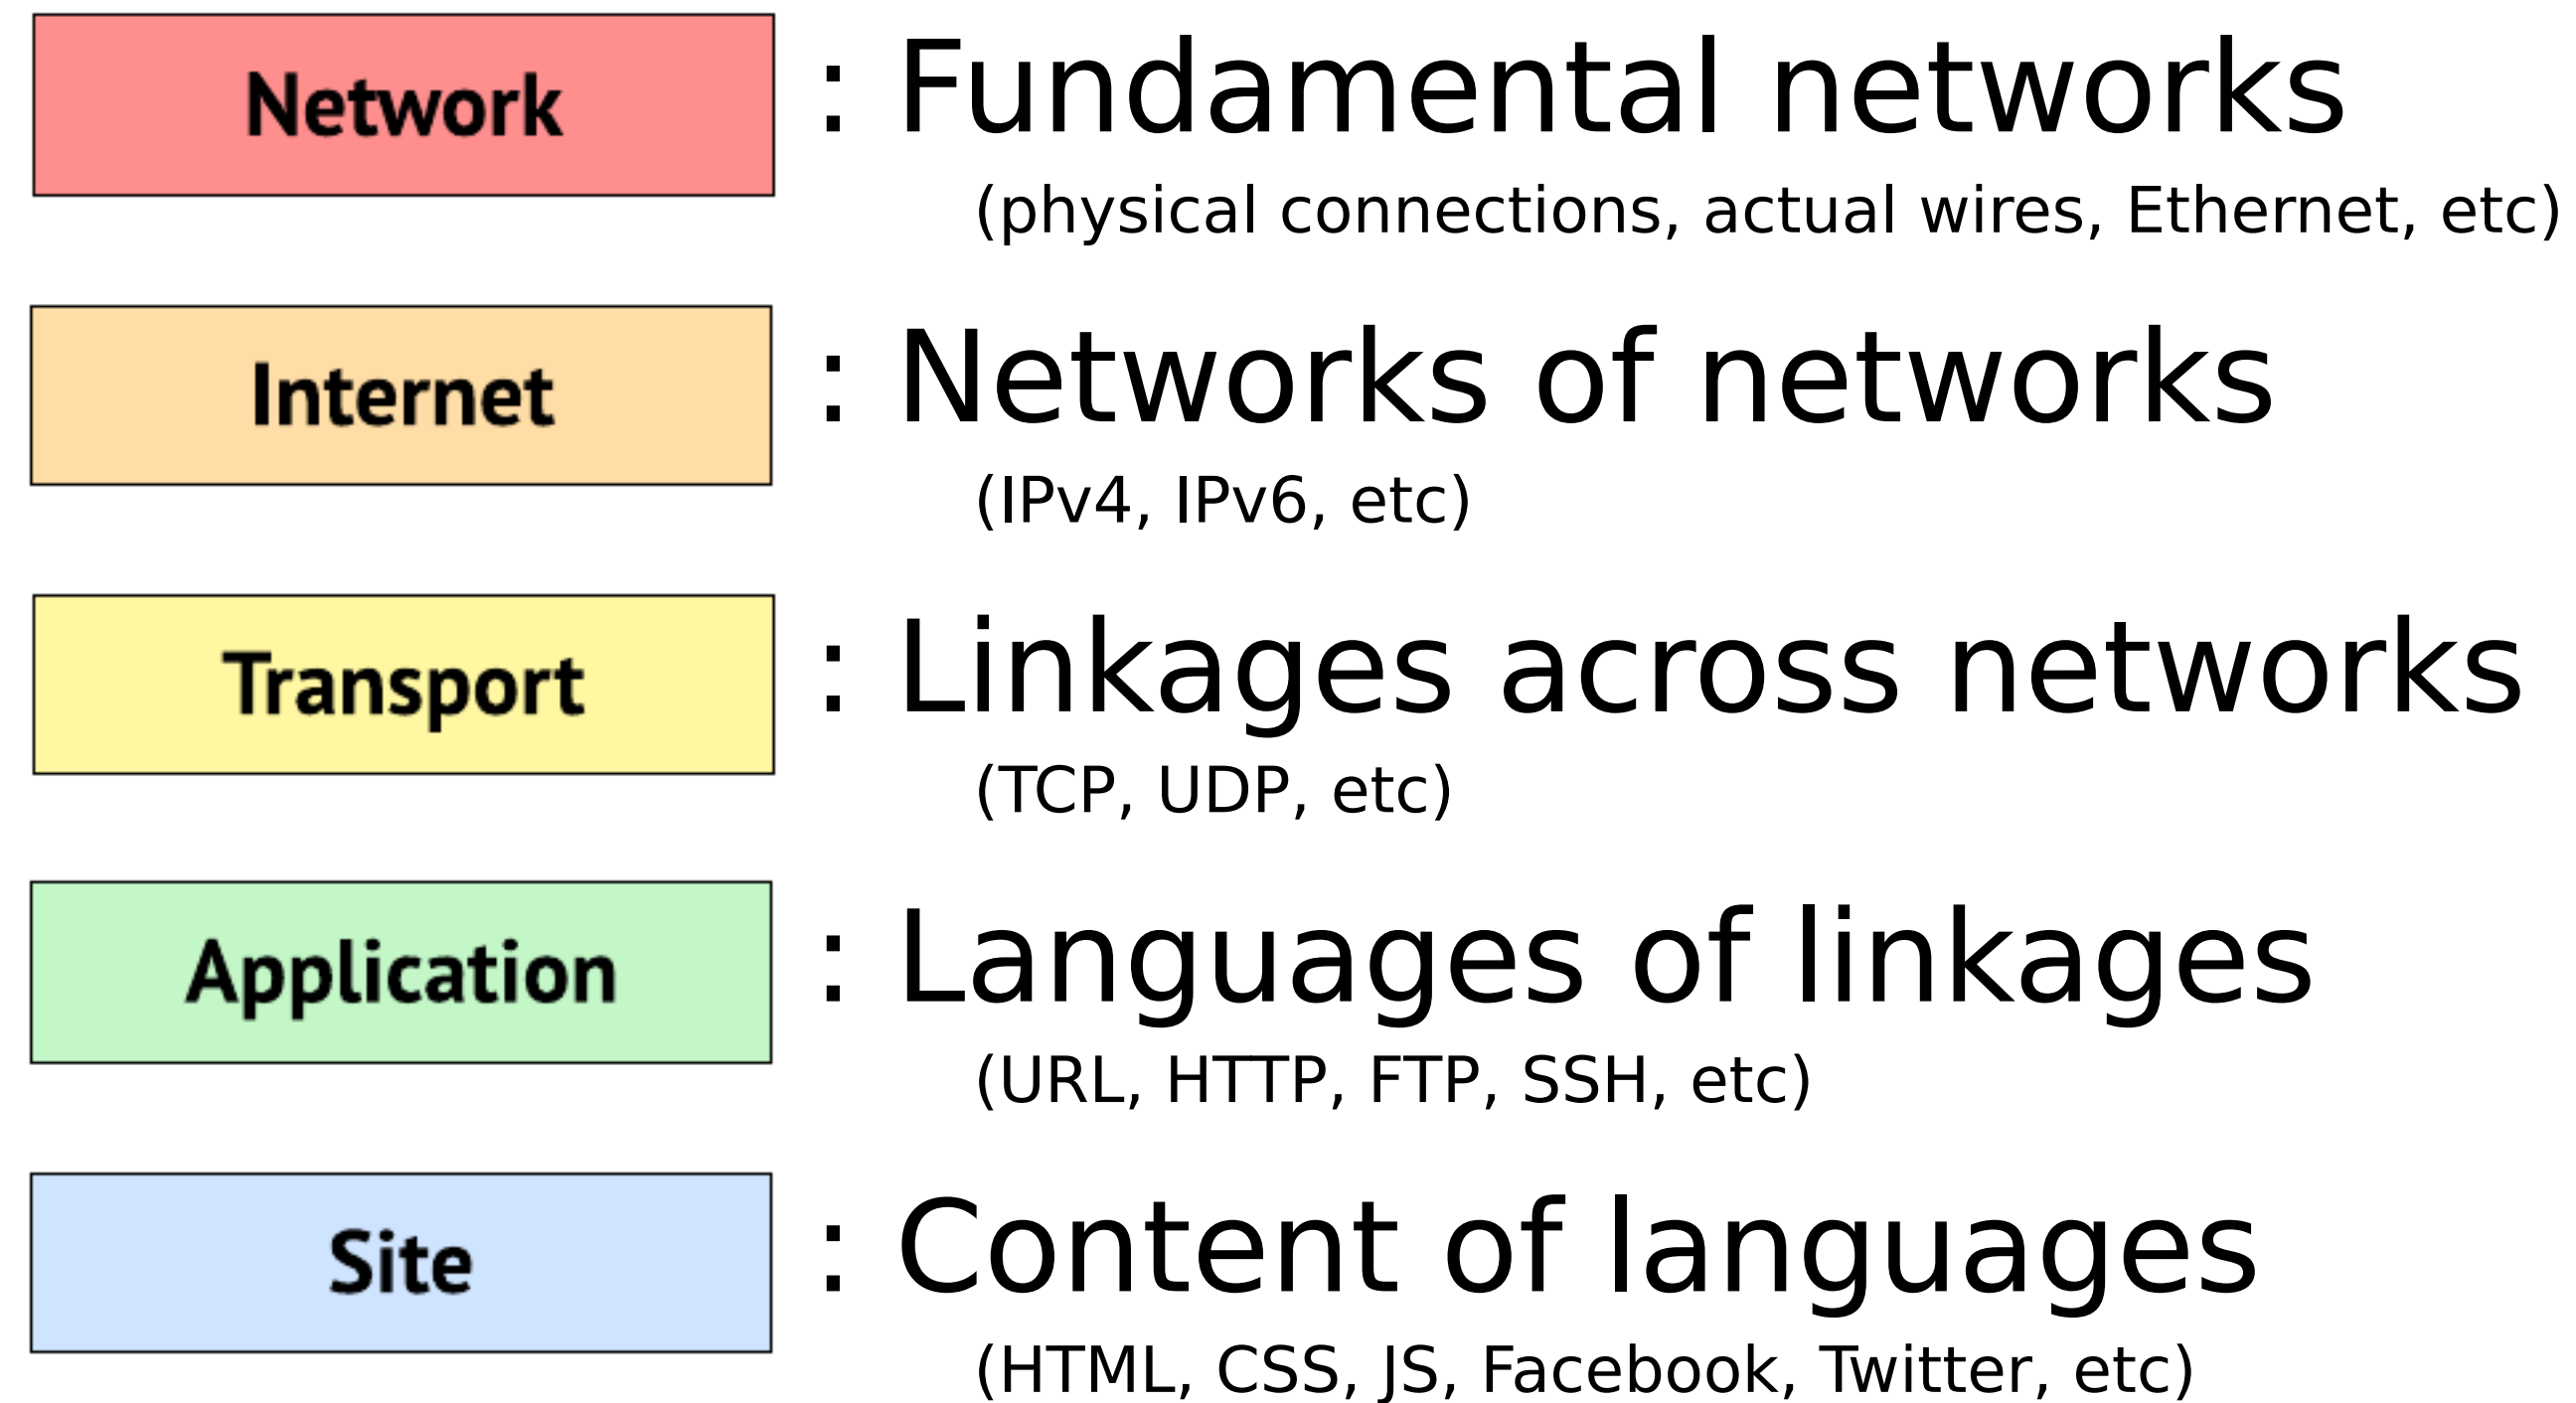 Network : Fundamental networks
(physical connections, actual wires, Ethernet, etc)
Internet : Networks of networks
(IPv4, IPv6, etc)
Transport : Linkages across networks
(TCP, UDP, etc)
Application : Languages of linkages
(URL, HTTP, FTP, SSH, etc)
Site : Content of languages
(HTML, CSS, JS, Facebook, Twitter, etc)